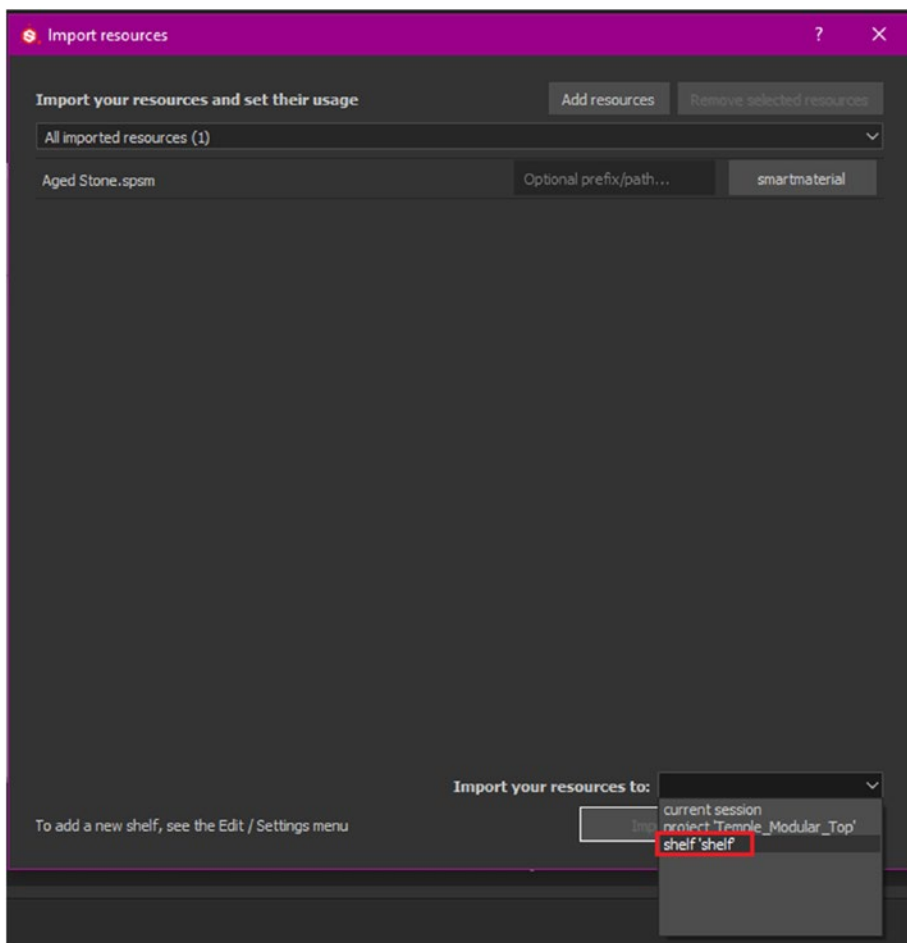 Import resources
?
Import your resources and set their usage
Add resources
Remove selected resources
All imported resources (1)
Aged Stone.spsm
Optional prefix/path...
smartmaterial
Import your resources to:
current session
To add a new shelf, see the Edit / Settings menu
project 'Temple_Modular_Top'
shelf 'shelf'